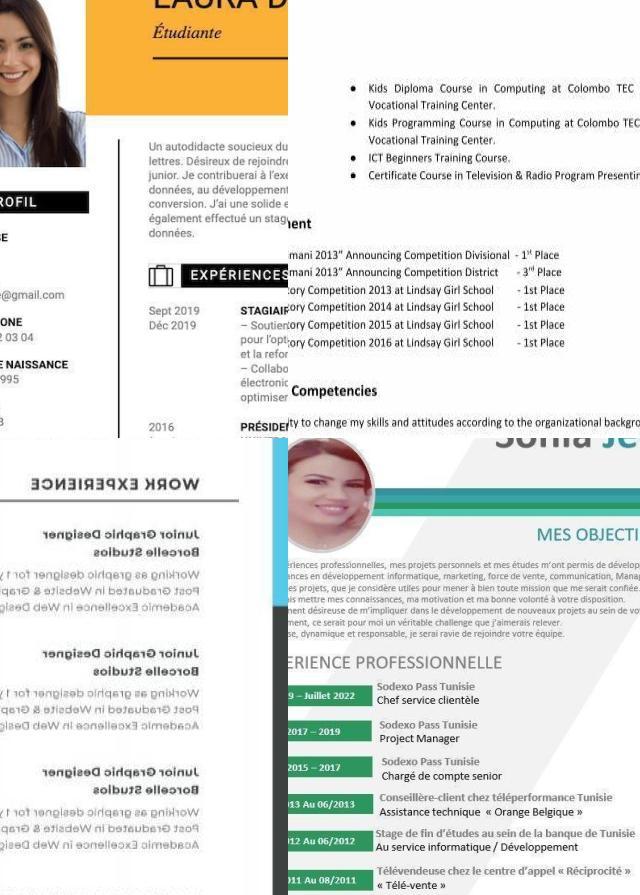 Étudiante
OFIL
e@gmail.com
ONE
2 03 04
E NAISSANCE
995
3
Un autodidacte soucieux du
lettres. Désireux de rejoindre
junior. Je contribuerai à l'exé
données, au développement
conversion. J'ai une solide e
également effectué un stag
données.
EXPÉRIENCES
Sept 2019
Déc 2019
STAGIAIR
– Soutien
pour l'opti
et la refor
– Collabo
électronic
optimiser
2016
PRÉSIDE
● Kids Diploma Course in Computing at Colombo TEC
Vocational Training Center.
● Kids Programming Course in Computing at Colombo TEC
Vocational Training Center.
● ICT Beginners Training Course.
● Certificate Course in Television & Radio Program Presentin
ment
mani 2013” Announcing Competition Divisional - 1st Place
mani 2013” Announcing Competition District - 3rd Place
ory Competition 2013 at Lindsay Girl School - 1st Place
ory Competition 2014 at Lindsay Girl School - 1st Place
ory Competition 2015 at Lindsay Girl School - 1st Place
ory Competition 2016 at Lindsay Girl School - 1st Place
Competencies
ty to change my skills and attitudes according to the organizational backgro
WORK EXPERIENCE
Junior Graphic Designer
Borcelle Studios
Working as graphic designer for 1 y
Post Graduated in Website & Grap
Academic Excellence in Web Desig
Junior Graphic Designer
Borcelle Studios
Working as graphic designer for 1 y
Post Graduated in Website & Grap
Academic Excellence in Web Desig
Junior Graphic Designer
Borcelle Studios
Working as graphic designer for 1 y
Post Graduated in Website & Grap
Academic Excellence in Web Desig
Sonia Je
MES OBJECTI
ériences professionnelles, mes projets personnels et mes études m'ont permis de dévelop
nces en développement informatique, marketing, force de vente, communication, Manag
es projets, que je considère utiles pour mener à bien toute mission que me serait confiée.
is mettre mes connaissances, ma motivation et ma bonne volonté à votre disposition.
ment désireuse de m'impliquer dans le développement de nouveaux projets au sein de vo
ment, ce serait pour moi un véritable challenge que j'aimerais relever.
se, dynamique et responsable, je serai ravie de rejoindre votre équipe.
ERIENCE PROFESSIONNELLE
9 – Juillet 2022
Sodexo Pass Tunisie
Chef service clientèle
2017 – 2019
Sodexo Pass Tunisie
Project Manager
2015 – 2017
Sodexo Pass Tunisie
Chargé de compte senior
013 Au 06/2013
Conseillère-client chez téléperformance Tunisie
Assistance technique « Orange Belgique »
012 Au 06/2012
Stage de fin d'études au sein de la banque de Tunisie
Au service informatique / Développement
011 Au 08/2011
Télévendeuse chez le centre d'appel « Réciprocité »
« Télé-vente »